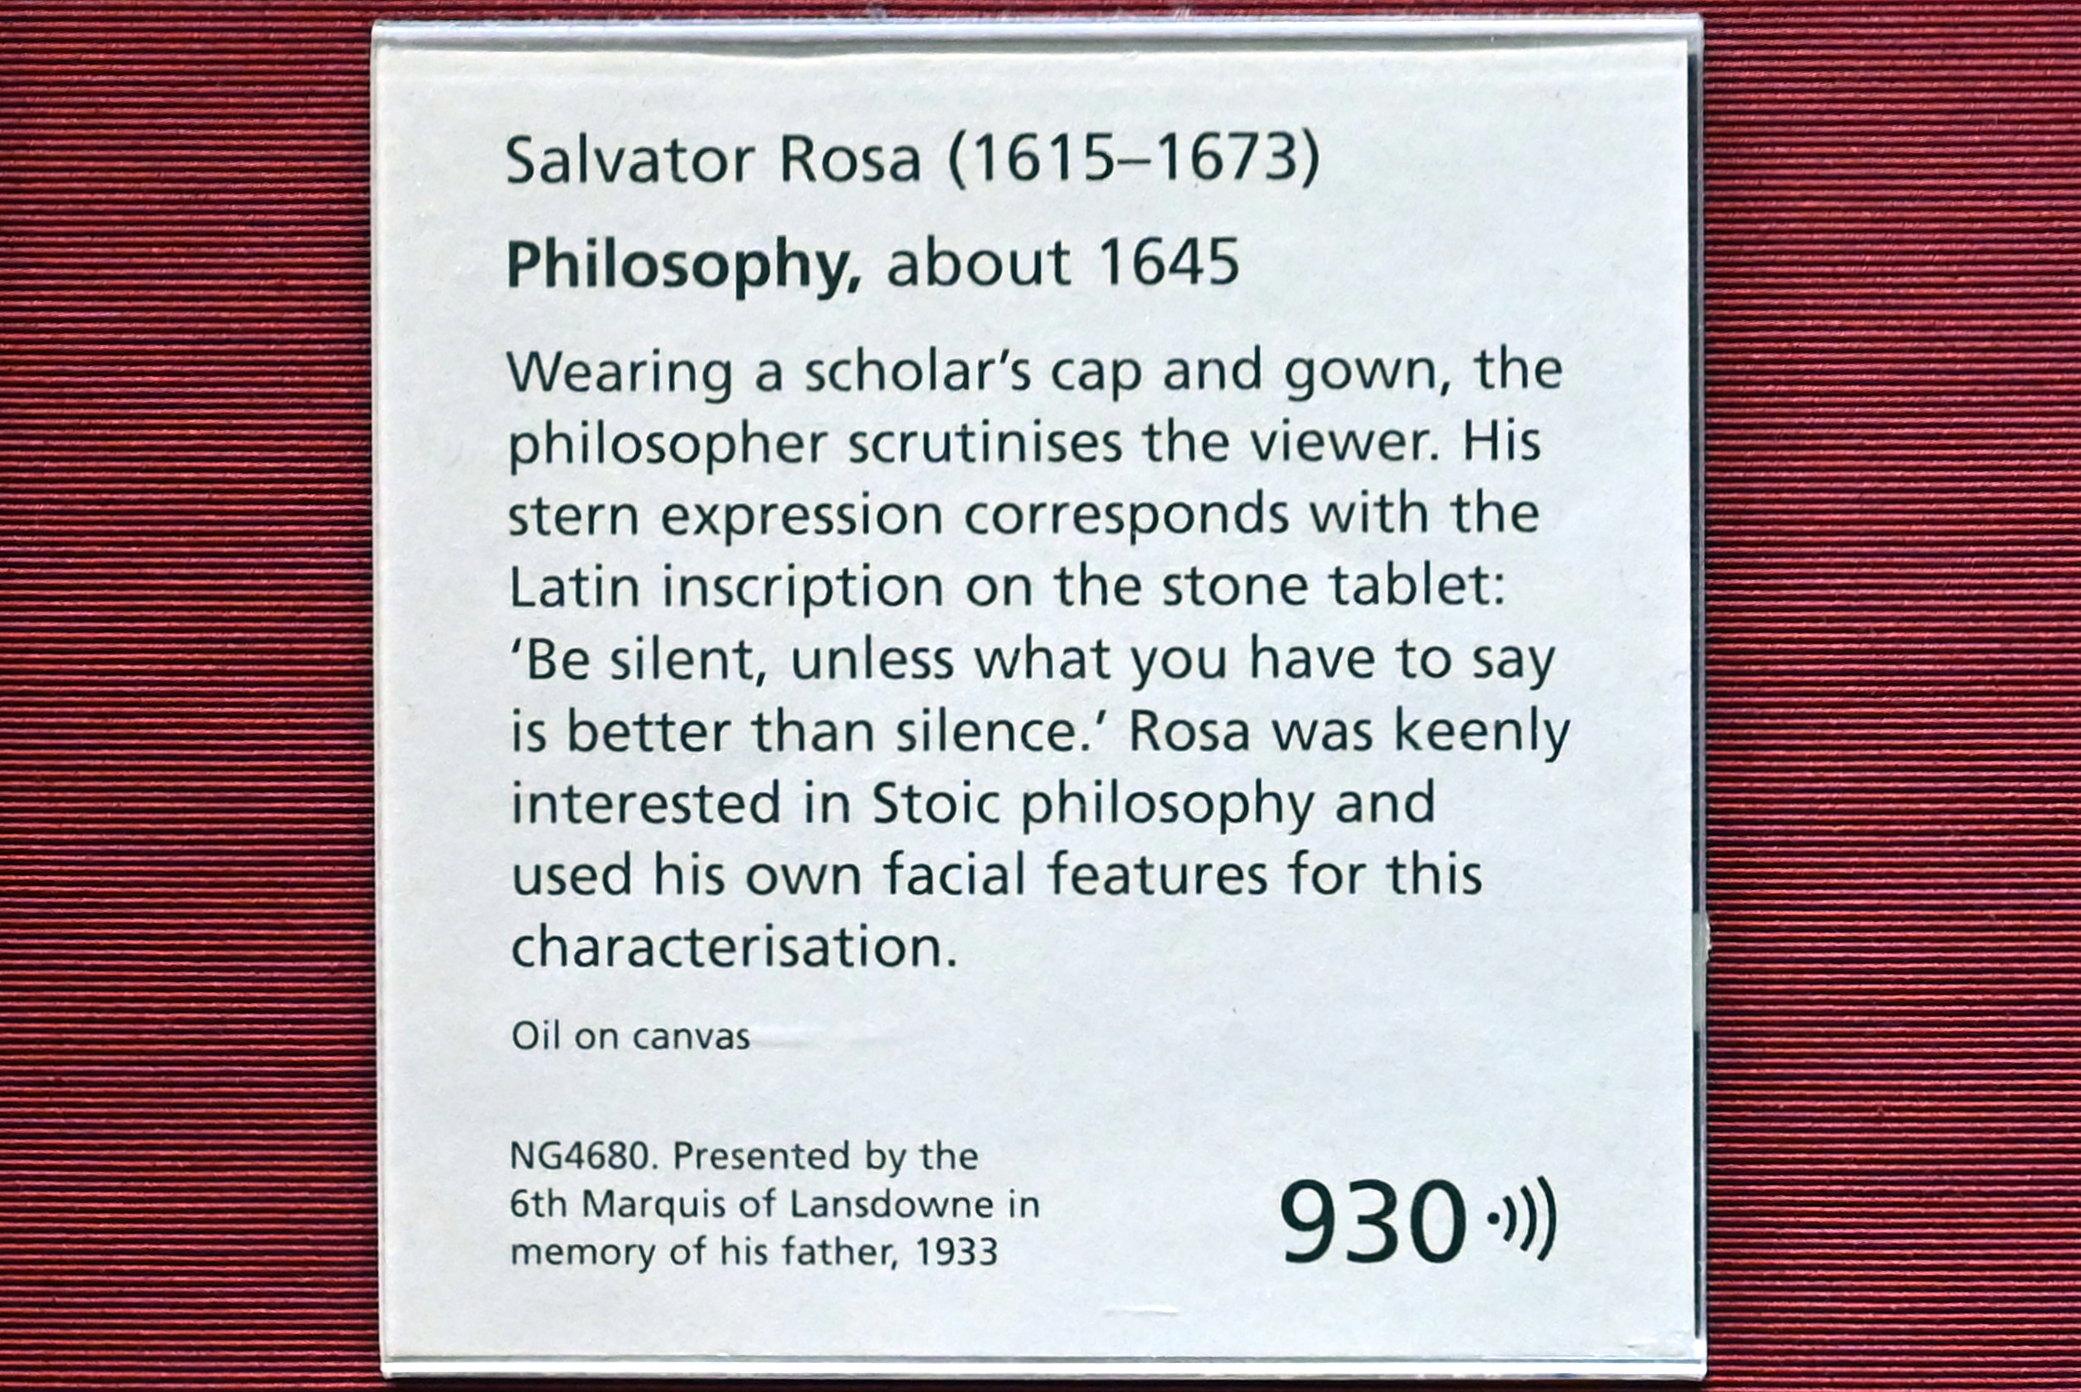 Salvator Rosa (1615–1673)
Philosophy, about 1645
Wearing a scholar’s cap and gown, the
philosopher scrutinises the viewer. His
stern expression corresponds with the
Latin inscription on the stone tablet:
‘Be silent, unless what you have to say
is better than silence.’ Rosa was keenly
interested in Stoic philosophy and
used his own facial features for this
characterisation.
Oil on canvas
NG4680. Presented by the
6th Marquis of Lansdowne in
memory of his father, 1933
930